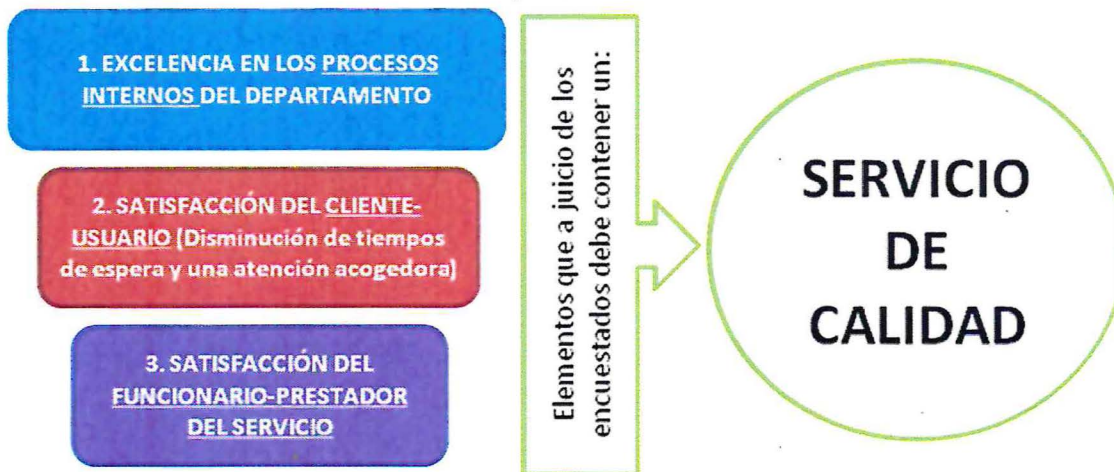 1. EXCELENCIA EN LOS PROCESOS
INTERNOS DEL DEPARTAMENTO
2. SATISFACCIÓN DEL CLIENTE-
USUARIO (Disminución de tiempos
de espera y una atención acogedora)
3. SATISFACCIÓN DEL
FUNCIONARIO-PRESTADOR
DEL SERVICIO
Elementos que a juicio de los
encuestados debe contener un:
SERVICIO
DE
CALIDAD